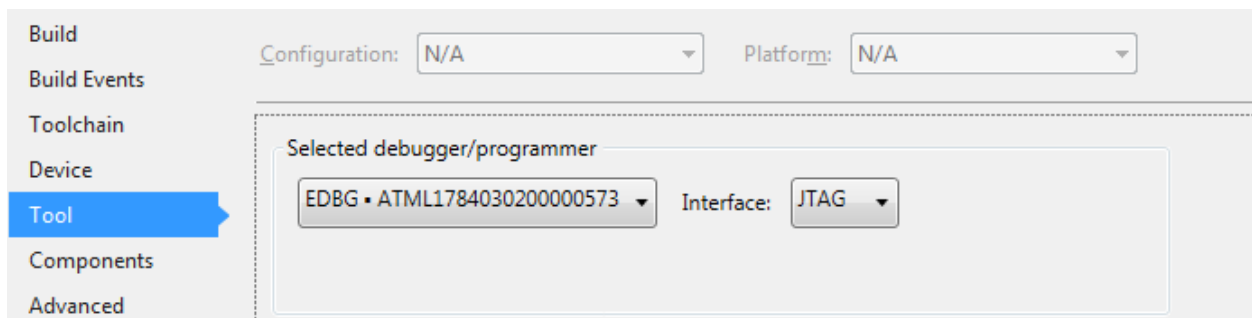 Build
Build Events
Toolchain
Device
Tool
Components
Advanced
Configuration: N/A Platform: N/A
Selected debugger/programmer
EDBG ▪ ATML1784030200000573 Interface: JTAG